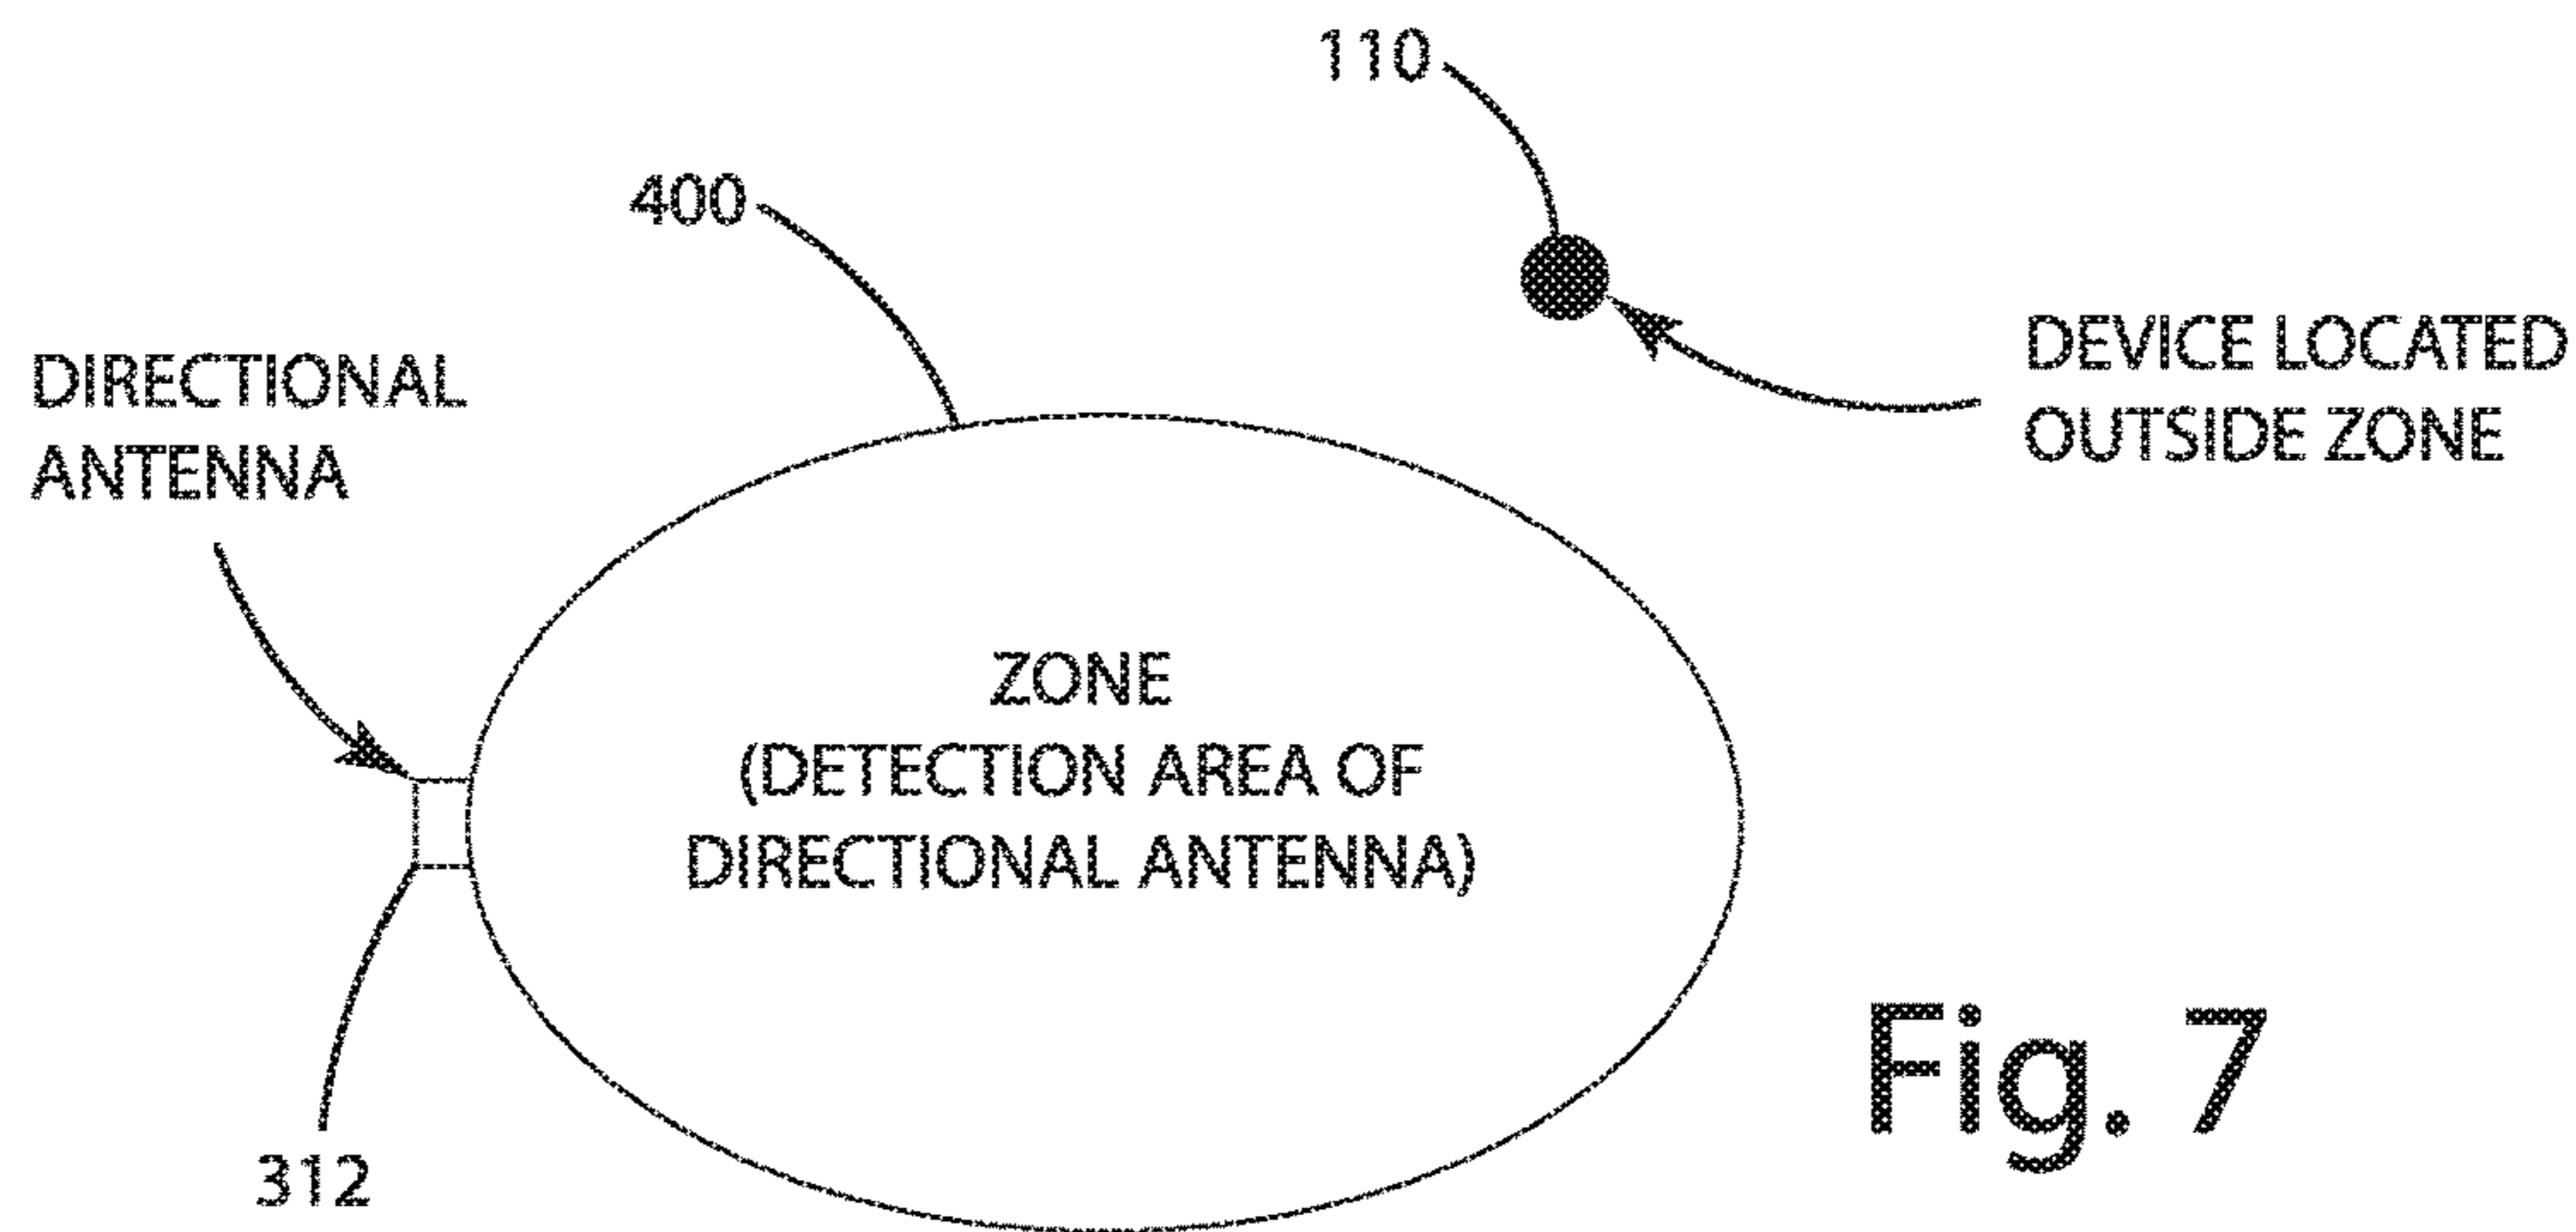 110
400
DIRECTIONAL
ANTENNA
DEVICE LOCATED
OUTSIDE ZONE
ZONE
(DETECTION AREA OF
DIRECTIONAL ANTENNA)
312
Fig. 7